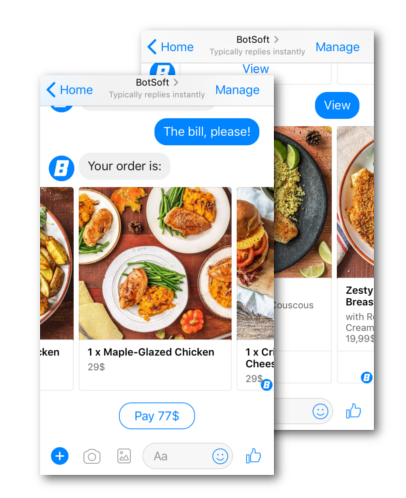 BotSoft >
Home
Typically replies instantly
Manage
View
View
Couscous
Zesty
Breas
with R
Cream
19,99$
BotSoft >
Home
Typically replies instantly
Manage
The bill, please!
Your order is:
cken
1 x Maple-Glazed Chicken
29$
1 x Cri
Chees
29$
Pay 77$
Aa